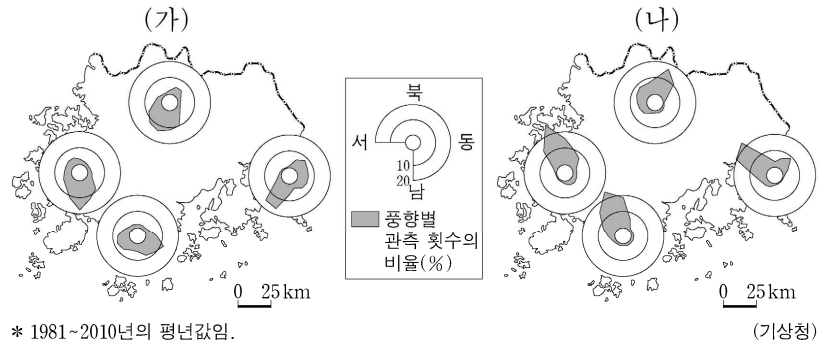 (가)
(나)
북
서
동
10
20
남
풍향별
관측 횟수의
비율(%)
0 25km
0 25km
* 1981~2010년의 평년값임.
(기상청)